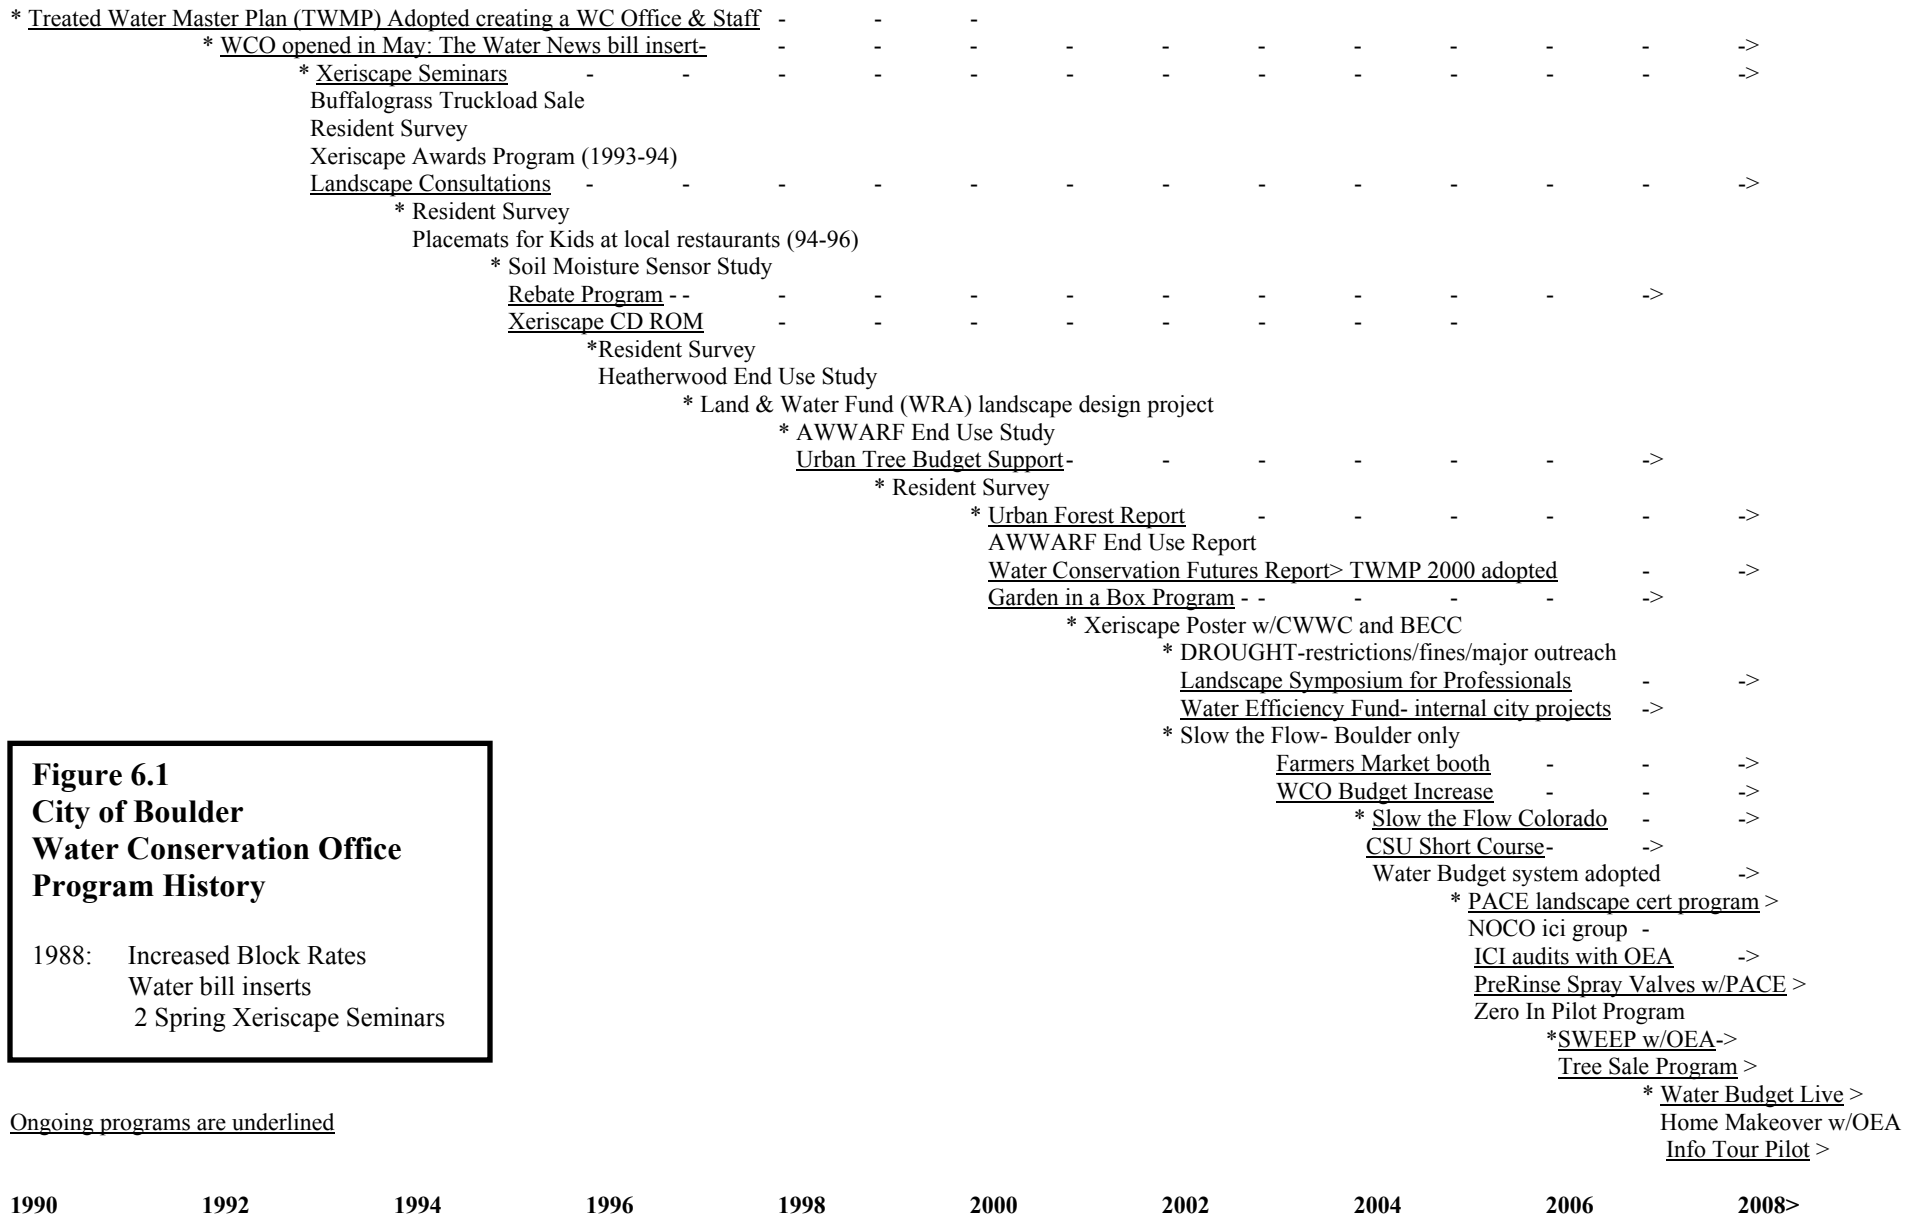 * Treated Water Master Plan (TWMP) Adopted creating a WC Office & Staff - - -
* WCO opened in May: The Water News bill insert- - - - - - - - - - - ->
* Xeriscape Seminars - - - - - - - - - - - - ->
Buffalograss Truckload Sale
Resident Survey
Xeriscape Awards Program (1993-94)
Landscape Consultations - - - - - - - - - - - - ->
* Resident Survey
Placemats for Kids at local restaurants (94-96)
* Soil Moisture Sensor Study
Rebate Program - - - - - - - - - - - ->
Xeriscape CD ROM - - - - - - - -
*Resident Survey
Heatherwood End Use Study
* Land & Water Fund (WRA) landscape design project
* AWWARF End Use Study
Urban Tree Budget Support- - - - - - ->
* Resident Survey
* Urban Forest Report - - - - - ->
AWWARF End Use Report
Water Conservation Futures Report> TWMP 2000 adopted - ->
Garden in a Box Program - - - - - ->
* Xeriscape Poster w/CWWC and BECC
* DROUGHT-restrictions/fines/major outreach
Landscape Symposium for Professionals - ->
Water Efficiency Fund- internal city projects ->
* Slow the Flow- Boulder only
Farmers Market booth - - ->
WCO Budget Increase - - ->
* Slow the Flow Colorado - ->
CSU Short Course- ->
Water Budget system adopted ->
* PACE landscape cert program >
NOCO ici group -
ICI audits with OEA ->
PreRinse Spray Valves w/PACE >
Zero In Pilot Program
*SWEEP w/OEA->
Tree Sale Program >
* Water Budget Live >
Home Makeover w/OEA
Info Tour Pilot >
Figure 6.1
City of Boulder
Water Conservation Office
Program History
1988: Increased Block Rates
Water bill inserts
2 Spring Xeriscape Seminars
Ongoing programs are underlined
1990 1992 1994 1996 1998 2000 2002 2004 2006 2008>